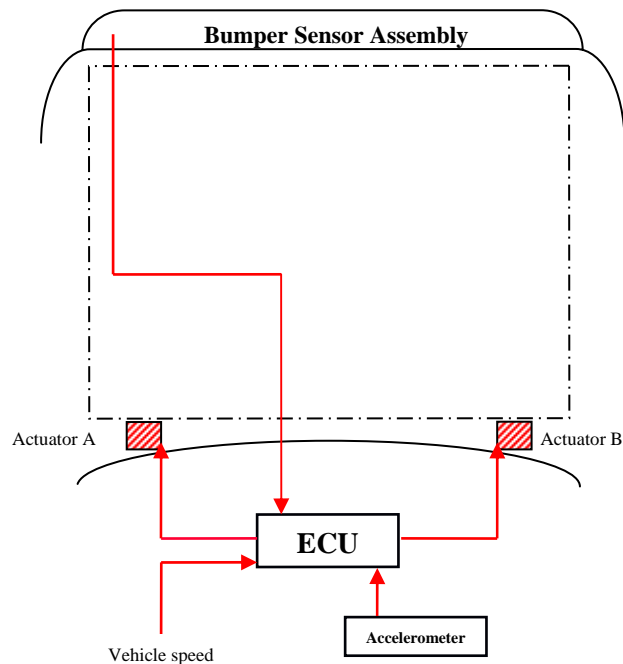 Bumper Sensor Assembly
Actuator A
Actuator B
ECU
Accelerometer
Vehicle speed